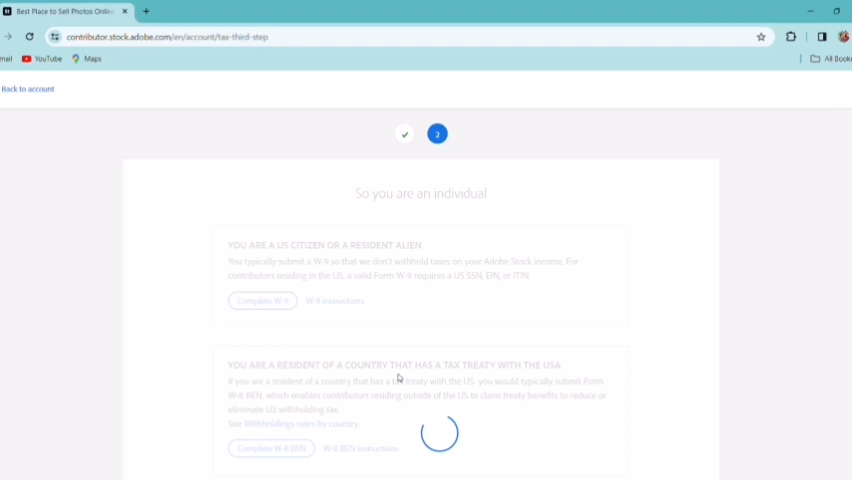 St Best Place to Sell Photos Online
contributor.stock.adobe.com/en/account/tax-third-step
mail YouTube Maps All Book
Back to account
2
So you are an individual
YOU ARE A US CITIZEN OR A RESIDENT ALIEN
You typically submit a W-9 so that we don't withhold taxes on your Adobe Stock income. For
contributors residing in the US, a valid Form W-9 requires a US SSN, EIN, or ITIN.
Complete W-9 W-9 instructions
YOU ARE A RESIDENT OF A COUNTRY THAT HAS A TAX TREATY WITH THE USA
If you are a resident of a country that has a tax treaty with the US- you would typically submit Form
W-8 BEN, which enables contributors residing outside of the US to claim treaty benefits to reduce or
eliminate US withholding tax.
See Withholdings rates by country
Complete W-8 BEN W-8 BEN instructions